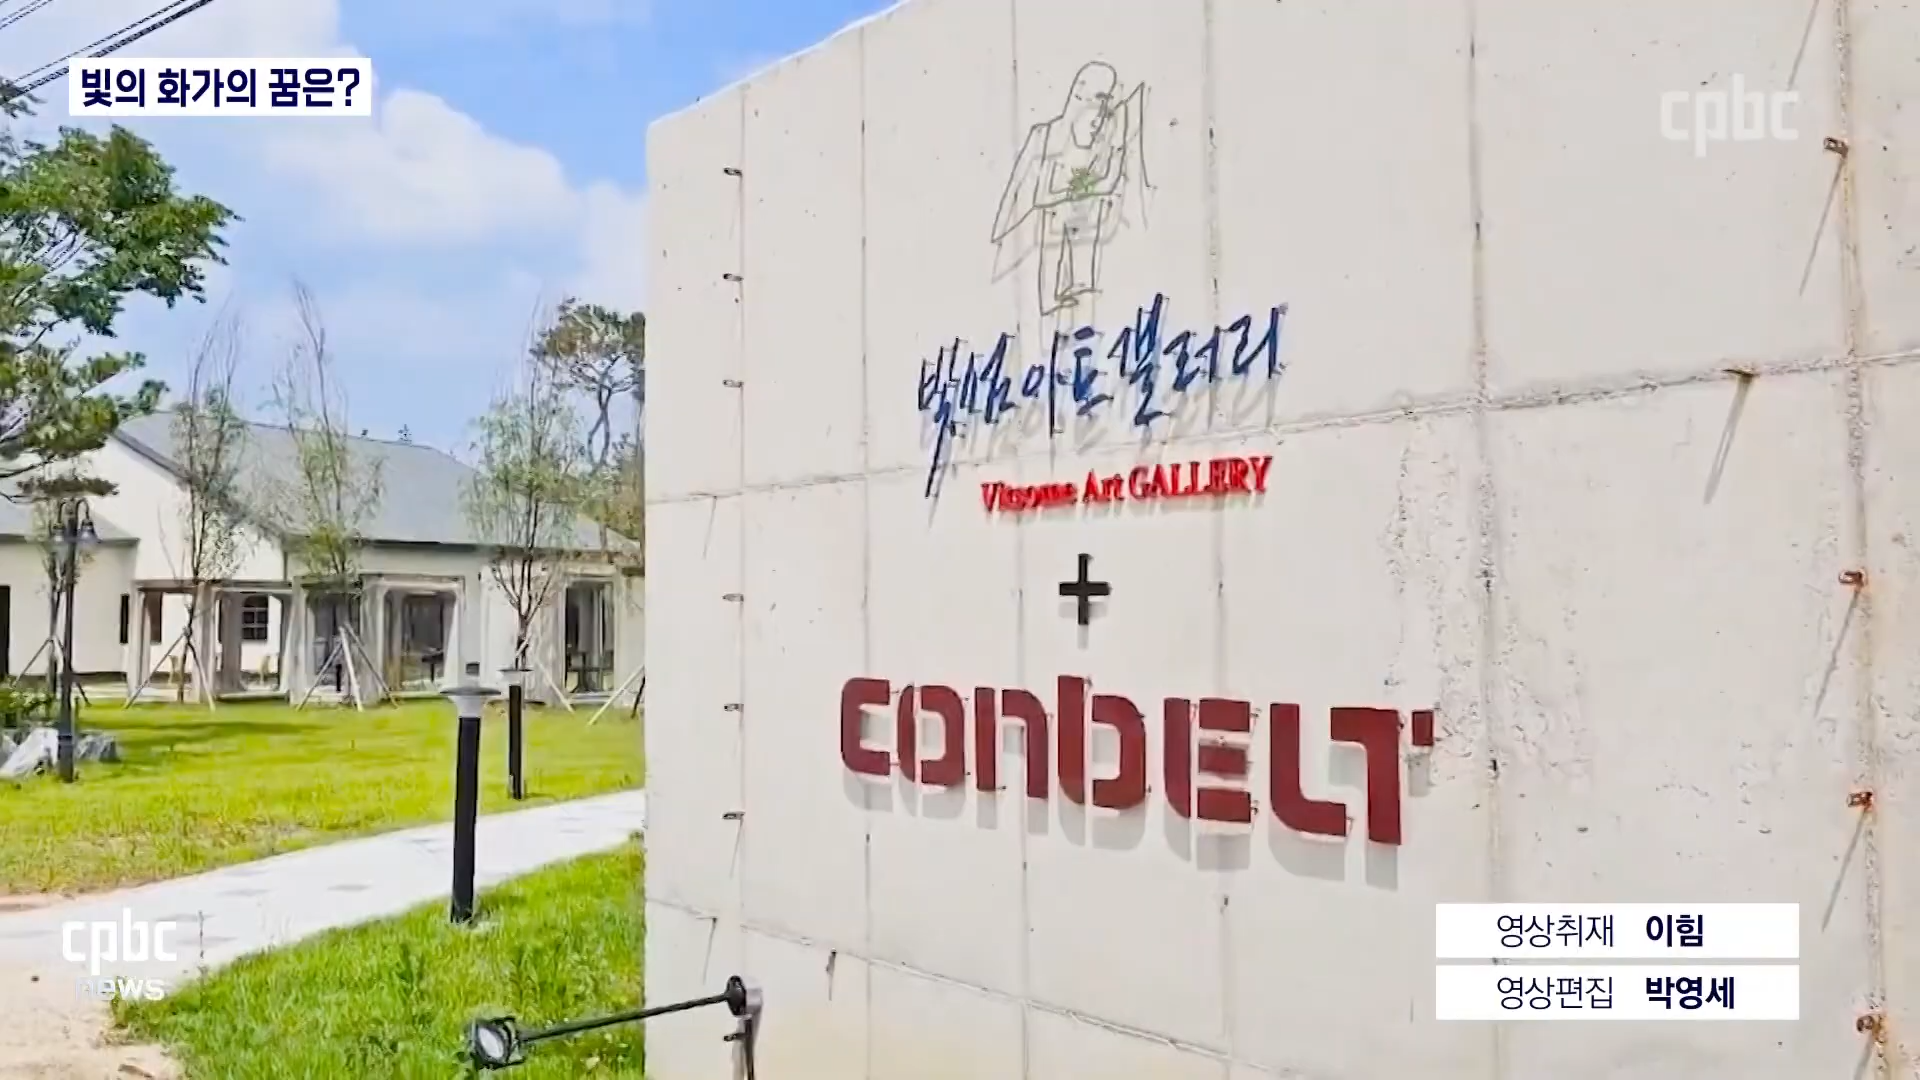 빛의 화가의 꿈은?
cpbc
빛섬아트갤러리
Vitsome Art GALLERY
+
CONBELT
영상취재 이힘
영상편집 박영세
cpbc
news